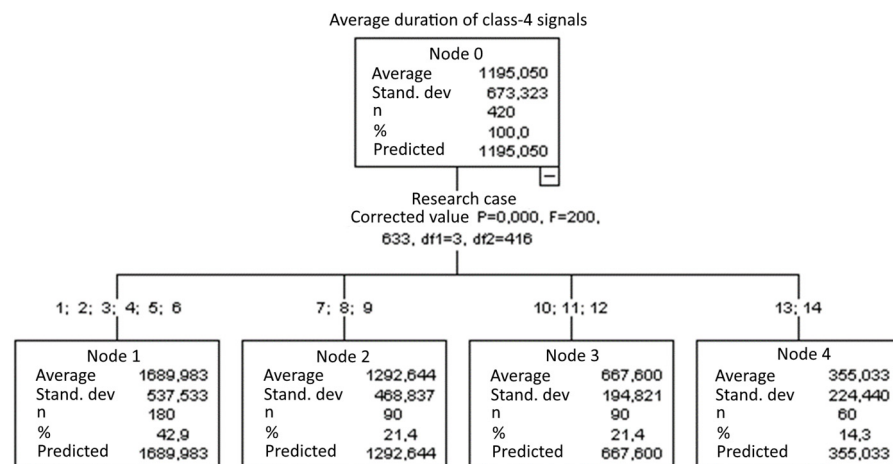 Average duration of class-4 signals
Node 0
Average 1195,050
Stand. dev 673,323
n 420
% 100,0
Predicted 1195,050
Research case
Corrected value P=0,000, F=200,
633, df1=3, df2=416
1; 2; 3; 4; 5; 6
7; 8; 9
10; 11; 12
13; 14
Node 1
Average 1689,983
Stand. dev 537,533
n 180
% 42,9
Predicted 1689,983
Node 2
Average 1292,644
Stand. dev 468,837
n 90
% 21,4
Predicted 1292,644
Node 3
Average 667,600
Stand. dev 194,821
n 90
% 21,4
Predicted 667,600
Node 4
Average 355,033
Stand. dev 224,440
n 60
% 14,3
Predicted 355,033